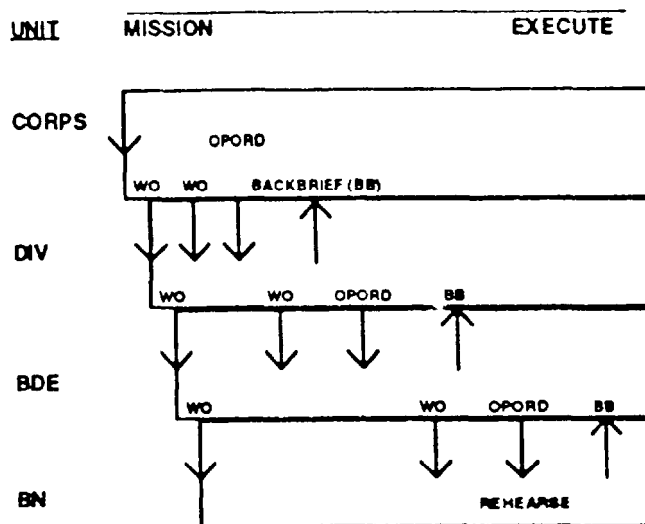 UNIT MISSION EXECUTE
CORPS
OPORD
WO WO BACKBRIEF (BB)
DIV
WO WO OPORD BB
BDE
WO WO OPORD BB
BN
REHEARSE